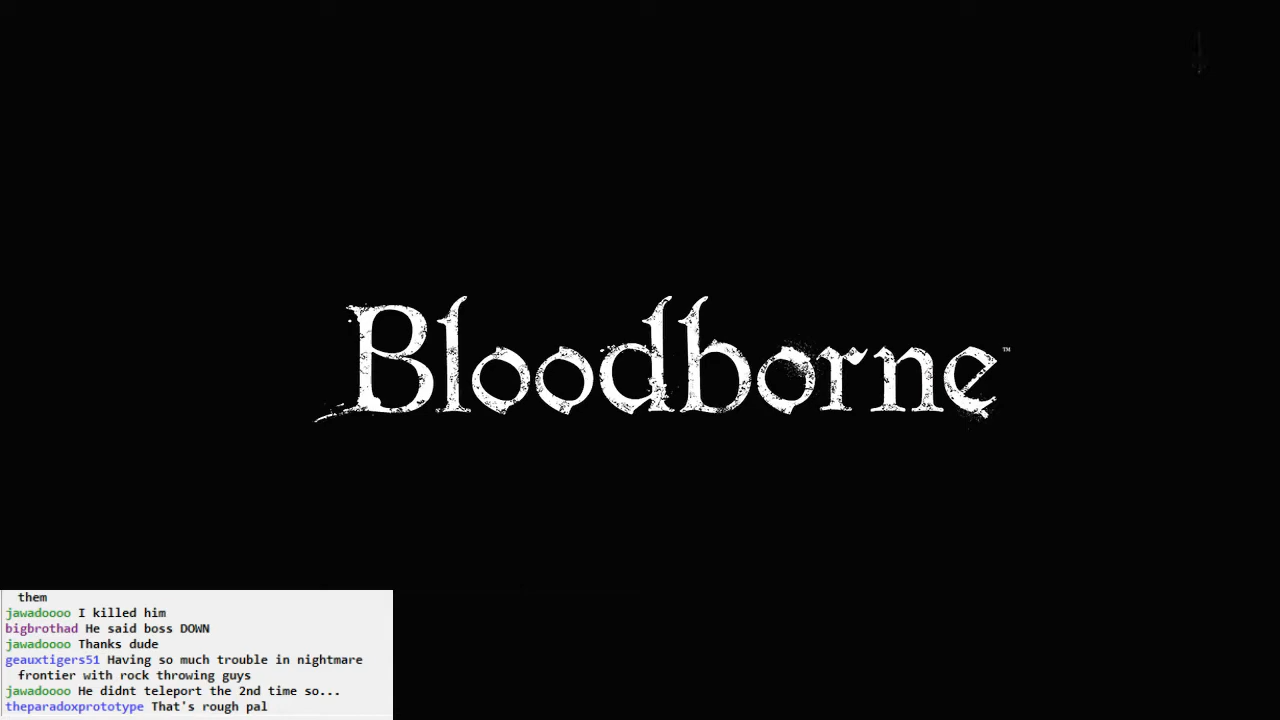 Bloodborne™
them
jawadoooo I killed him
bigbrothad He said boss DOWN
jawadoooo Thanks dude
geauxtigers51 Having so much trouble in nightmare
frontier with rock throwing guys
jawadoooo He didnt teleport the 2nd time so...
theparadoxprototype That's rough pal